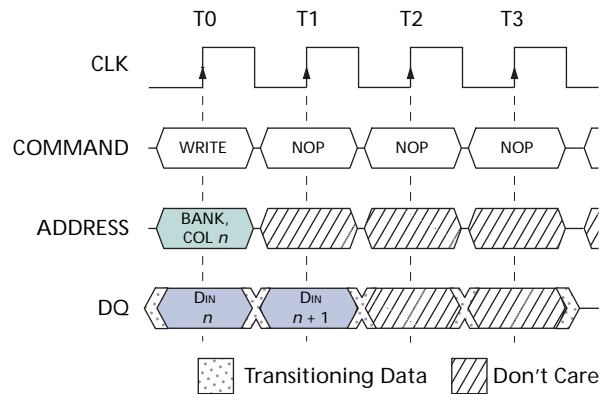 T0 T1 T2 T3
CLK
COMMAND WRITE NOP NOP NOP
ADDRESS BANK,
COL n
DQ DIN DIN
n n + 1
Transitioning Data Don't Care